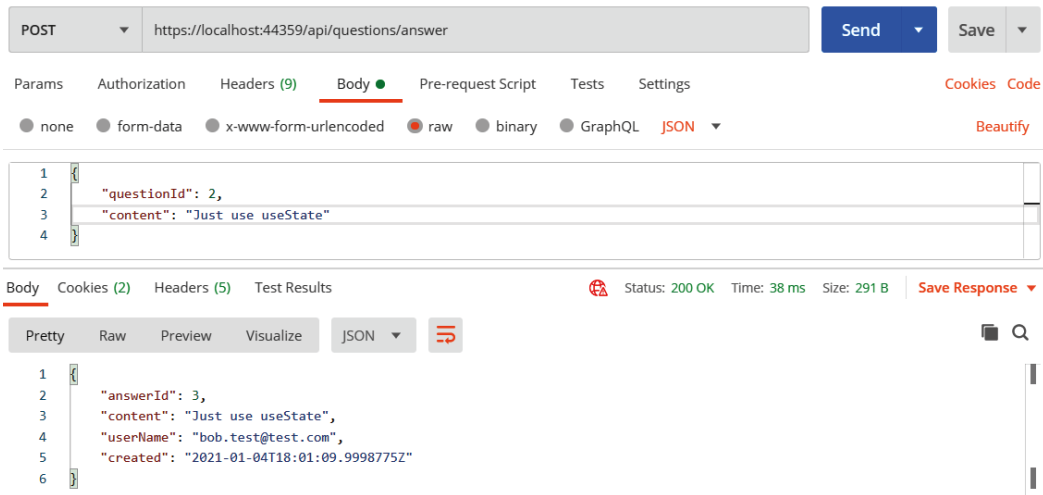 POST https://localhost:44359/api/questions/answer Send Save
Params Authorization Headers (9) Body Pre-request Script Tests Settings Cookies Code
none form-data x-www-form-urlencoded raw binary GraphQL JSON Beautify
1 {
2 "questionId": 2,
3 "content": "Just use useState"
4 }
Body Cookies (2) Headers (5) Test Results Status: 200 OK Time: 38 ms Size: 291 B Save Response
Pretty Raw Preview Visualize JSON
1 {
2 "answerId": 3,
3 "content": "Just use useState",
4 "userName": "bob.test@test.com",
5 "created": "2021-01-04T18:01:09.9998775Z"
6 }